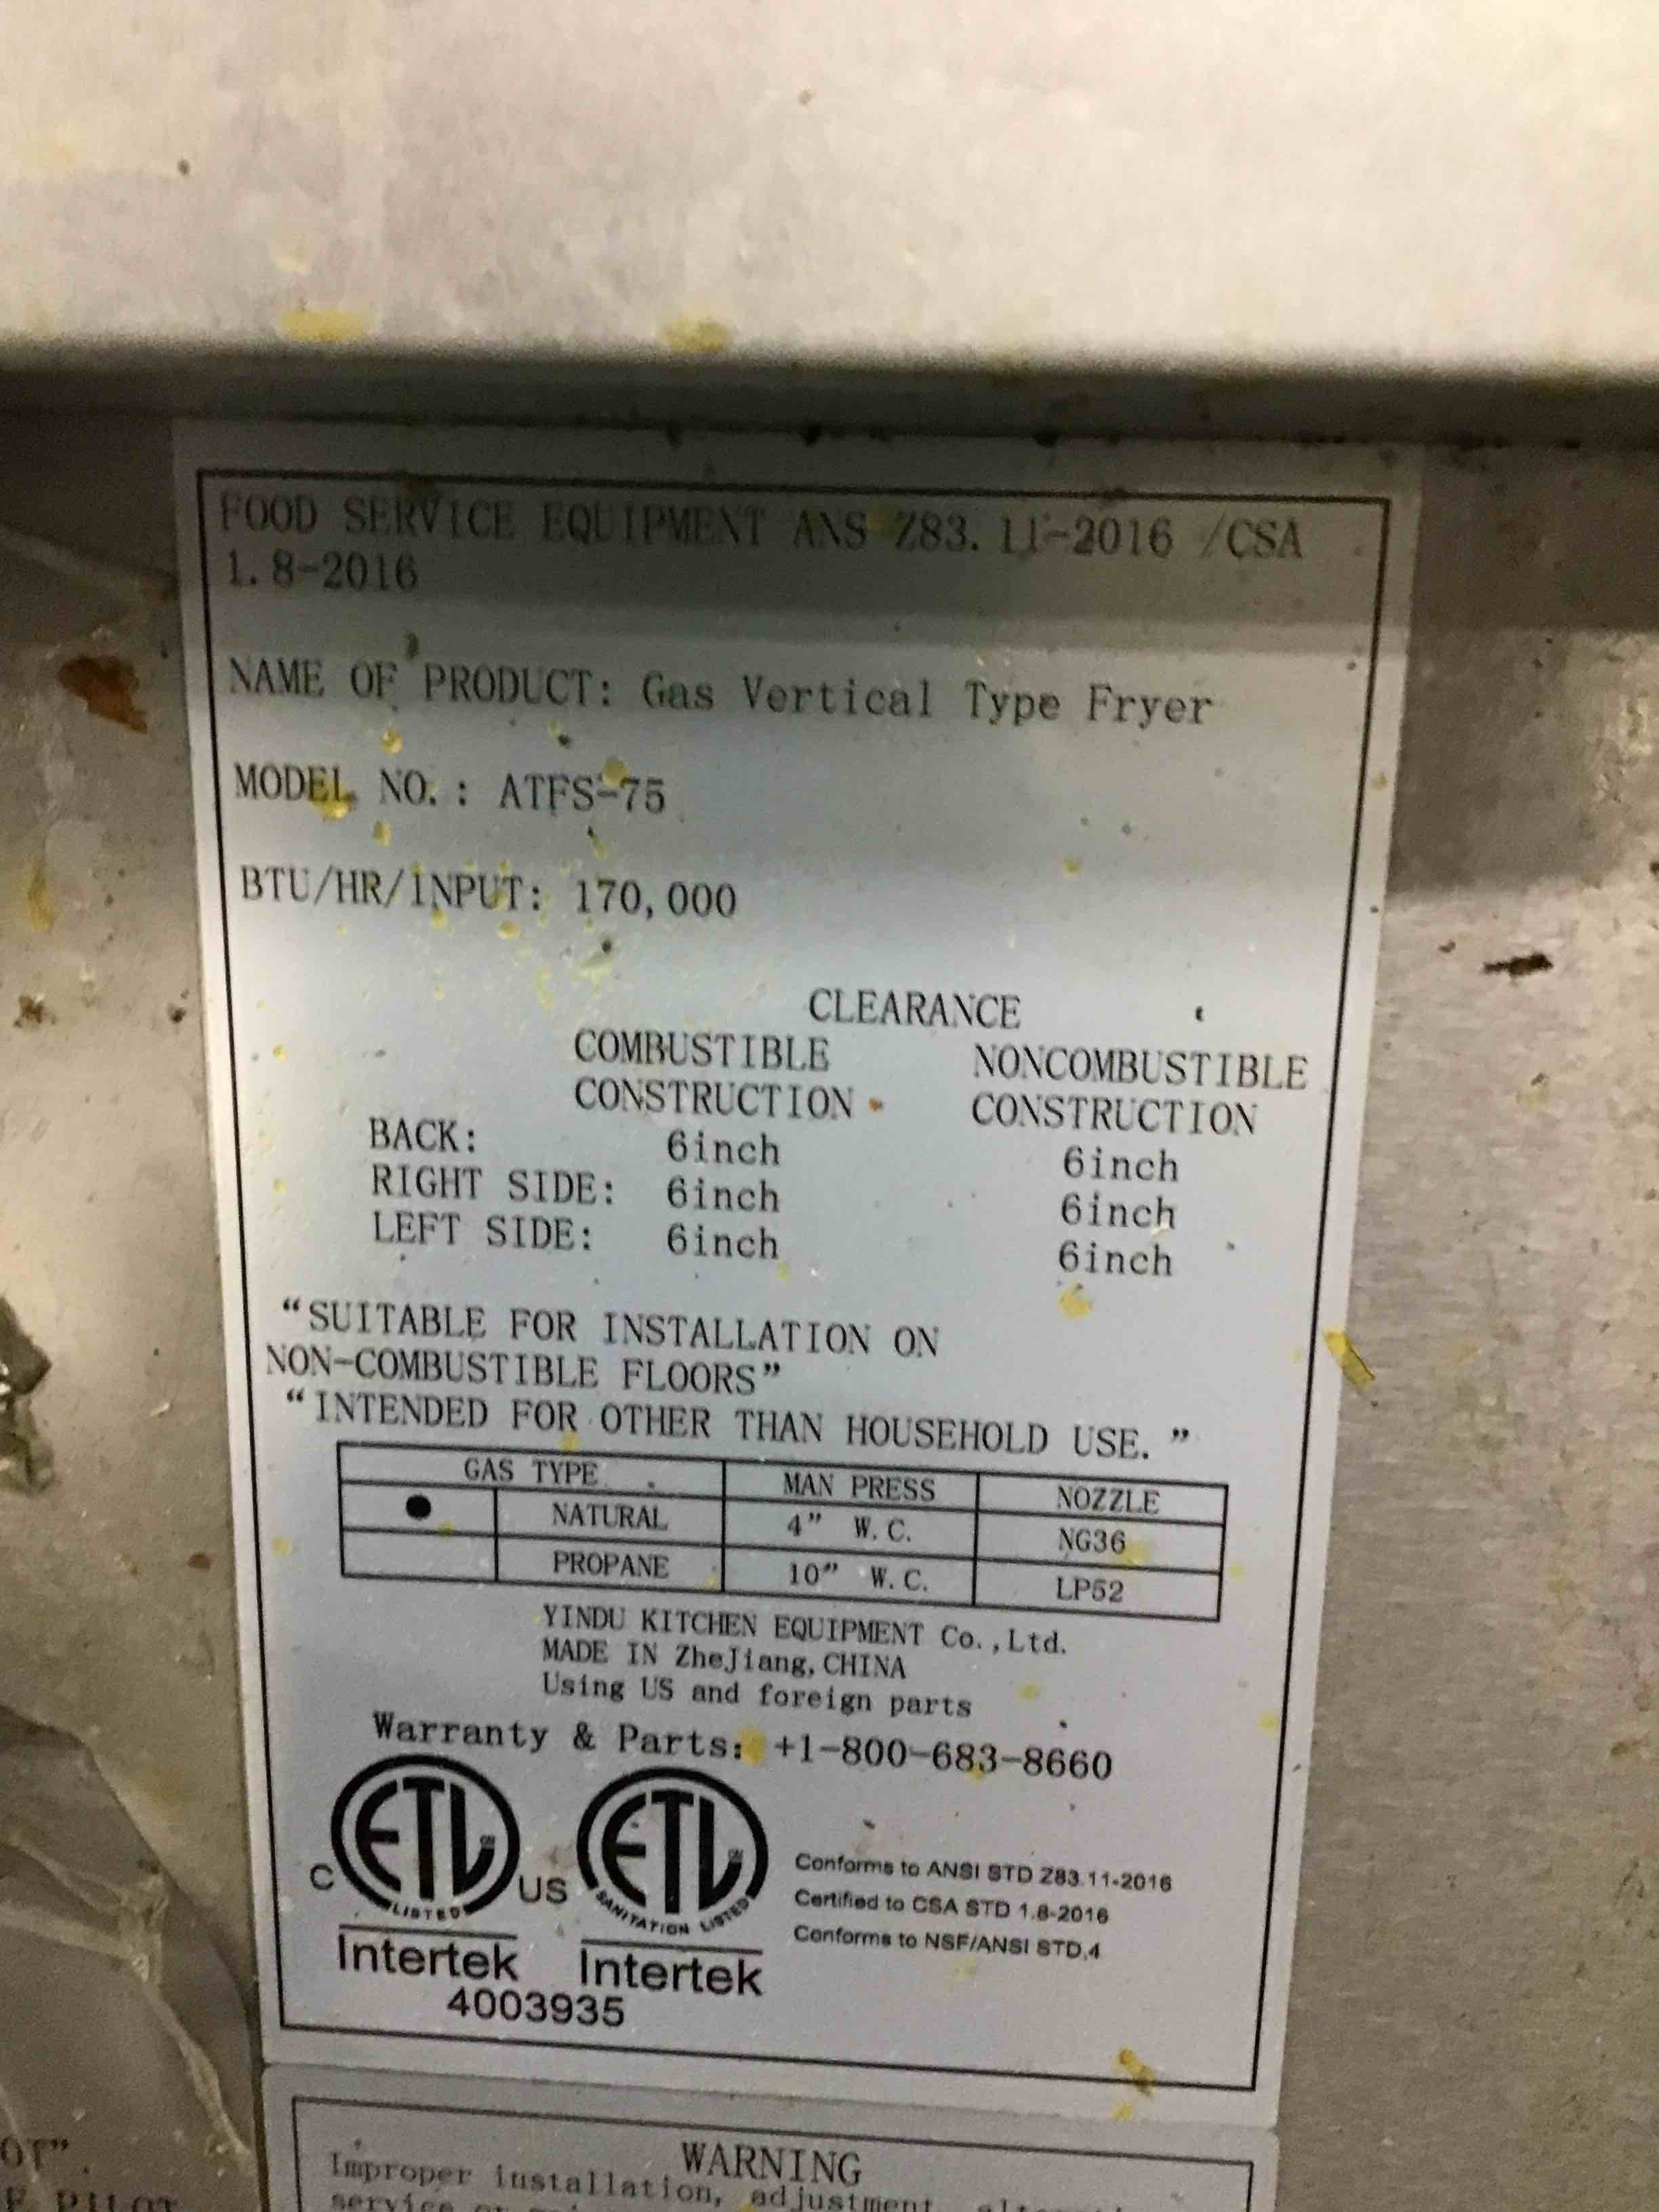 FOOD SERVICE EQUIPMENT ANS Z83.11-2016 /CSA
1.8-2016
NAME OF PRODUCT: Gas Vertical Type Fryer
MODEL NO.: ATFS-75
BTU/HR/INPUT: 170,000
CLEARANCE
COMBUSTIBLE NONCOMBUSTIBLE
CONSTRUCTION CONSTRUCTION
BACK: 6inch 6inch
RIGHT SIDE: 6inch 6inch
LEFT SIDE: 6inch 6inch
“SUITABLE FOR INSTALLATION ON
NON-COMBUSTIBLE FLOORS”
“INTENDED FOR OTHER THAN HOUSEHOLD USE.”
GAS TYPE MAN PRESS NOZZLE
● NATURAL 4” W.C. NG36
PROPANE 10” W.C. LP52
YINDU KITCHEN EQUIPMENT Co.,Ltd.
MADE IN ZheJiang,CHINA
Using US and foreign parts
Warranty & Parts: +1-800-683-8660
C ETL US LISTED
Intertek
ETL SANITATION LISTED
Intertek
4003935
Conforms to ANSI STD Z83.11-2016
Certified to CSA STD 1.8-2016
Conforms to NSF/ANSI STD.4
WARNING
Improper installation, adjustment,
service or
OT”.
PILOT